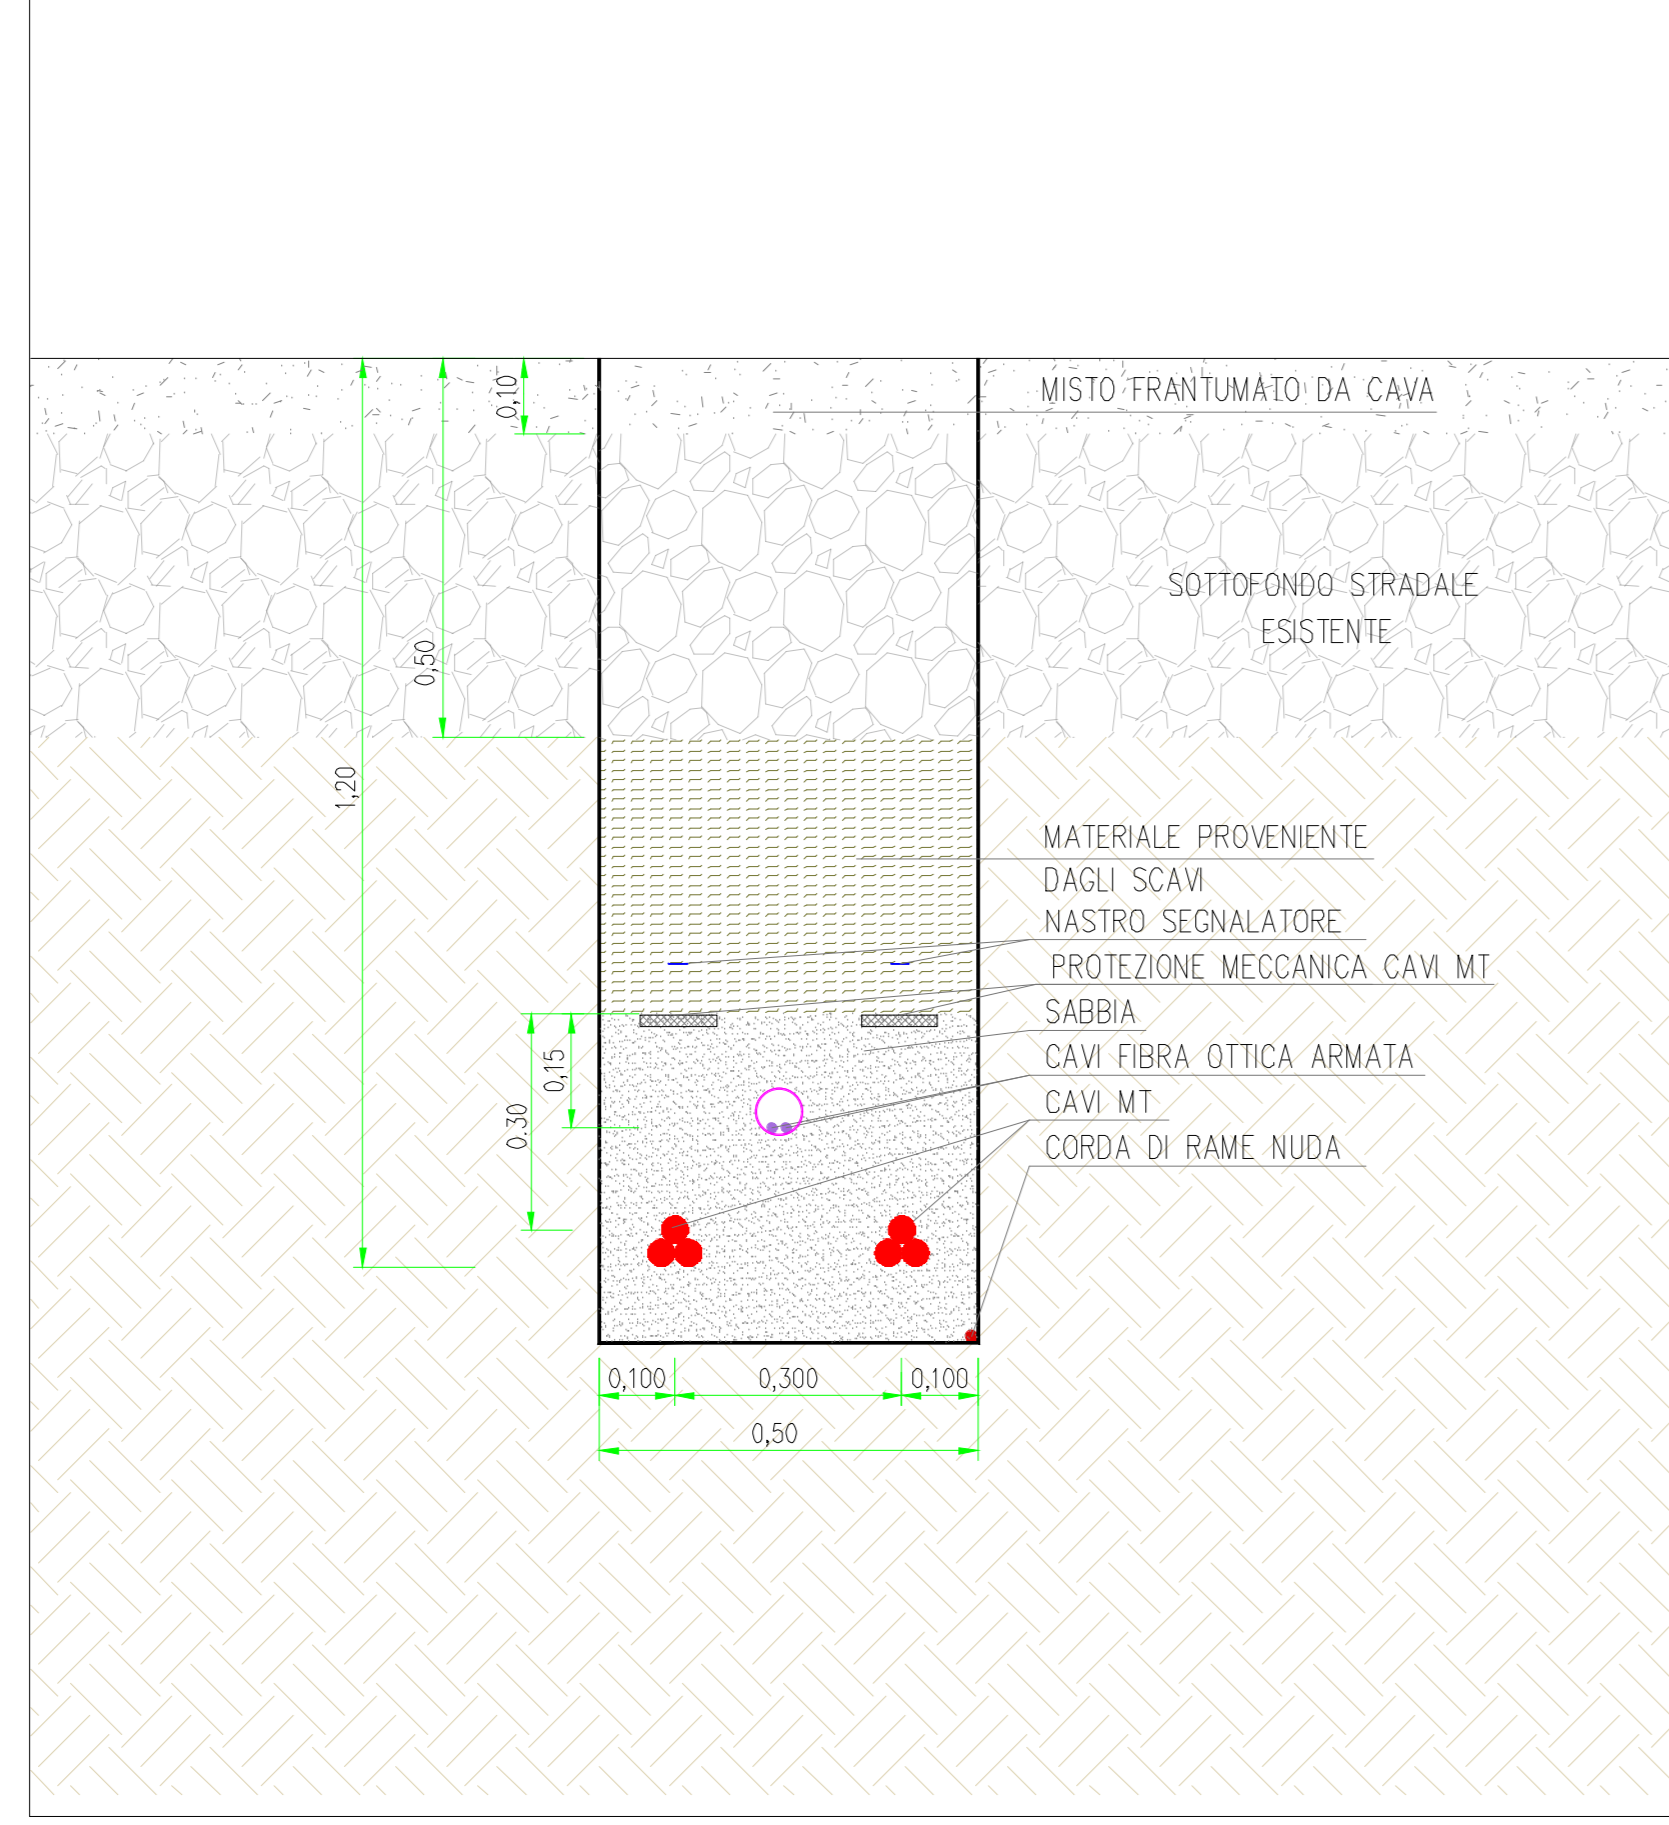 0,10
MISTO FRANTUMATO DA CAVA
SOTTOFONDO STRADALE
ESISTENTE
0,50
1,20
MATERIALE PROVENIENTE
DAGLI SCAVI
NASTRO SEGNALATORE
PROTEZIONE MECCANICA CAVI MT
SABBIA
CAVI FIBRA OTTICA ARMATA
0,15
CAVI MT
0.30
CORDA DI RAME NUDA
0,100 0,300 0,100
0,50